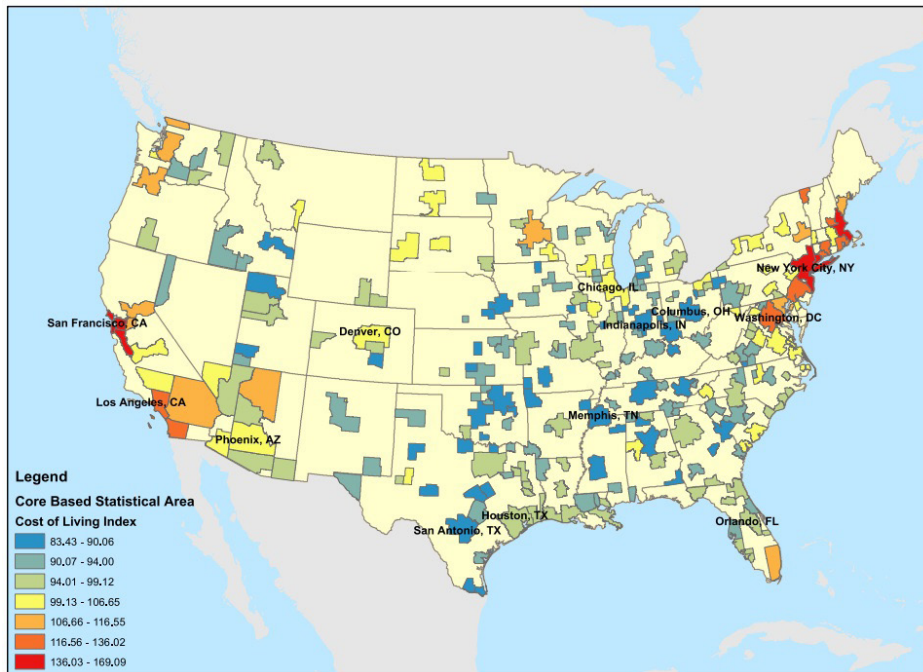 New York City, NY
Chicago, IL
Columbus, OH
Washington, DC
San Francisco, CA
Indianapolis, IN
Denver, CO
Los Angeles, CA
Memphis, TN
Phoenix, AZ
Houston, TX
Orlando, FL
San Antonio, TX
Legend
Core Based Statistical Area
Cost of Living Index
83.43 - 90.06
90.07 - 94.00
94.01 - 99.12
99.13 - 106.65
106.66 - 116.55
116.56 - 136.02
136.03 - 169.09